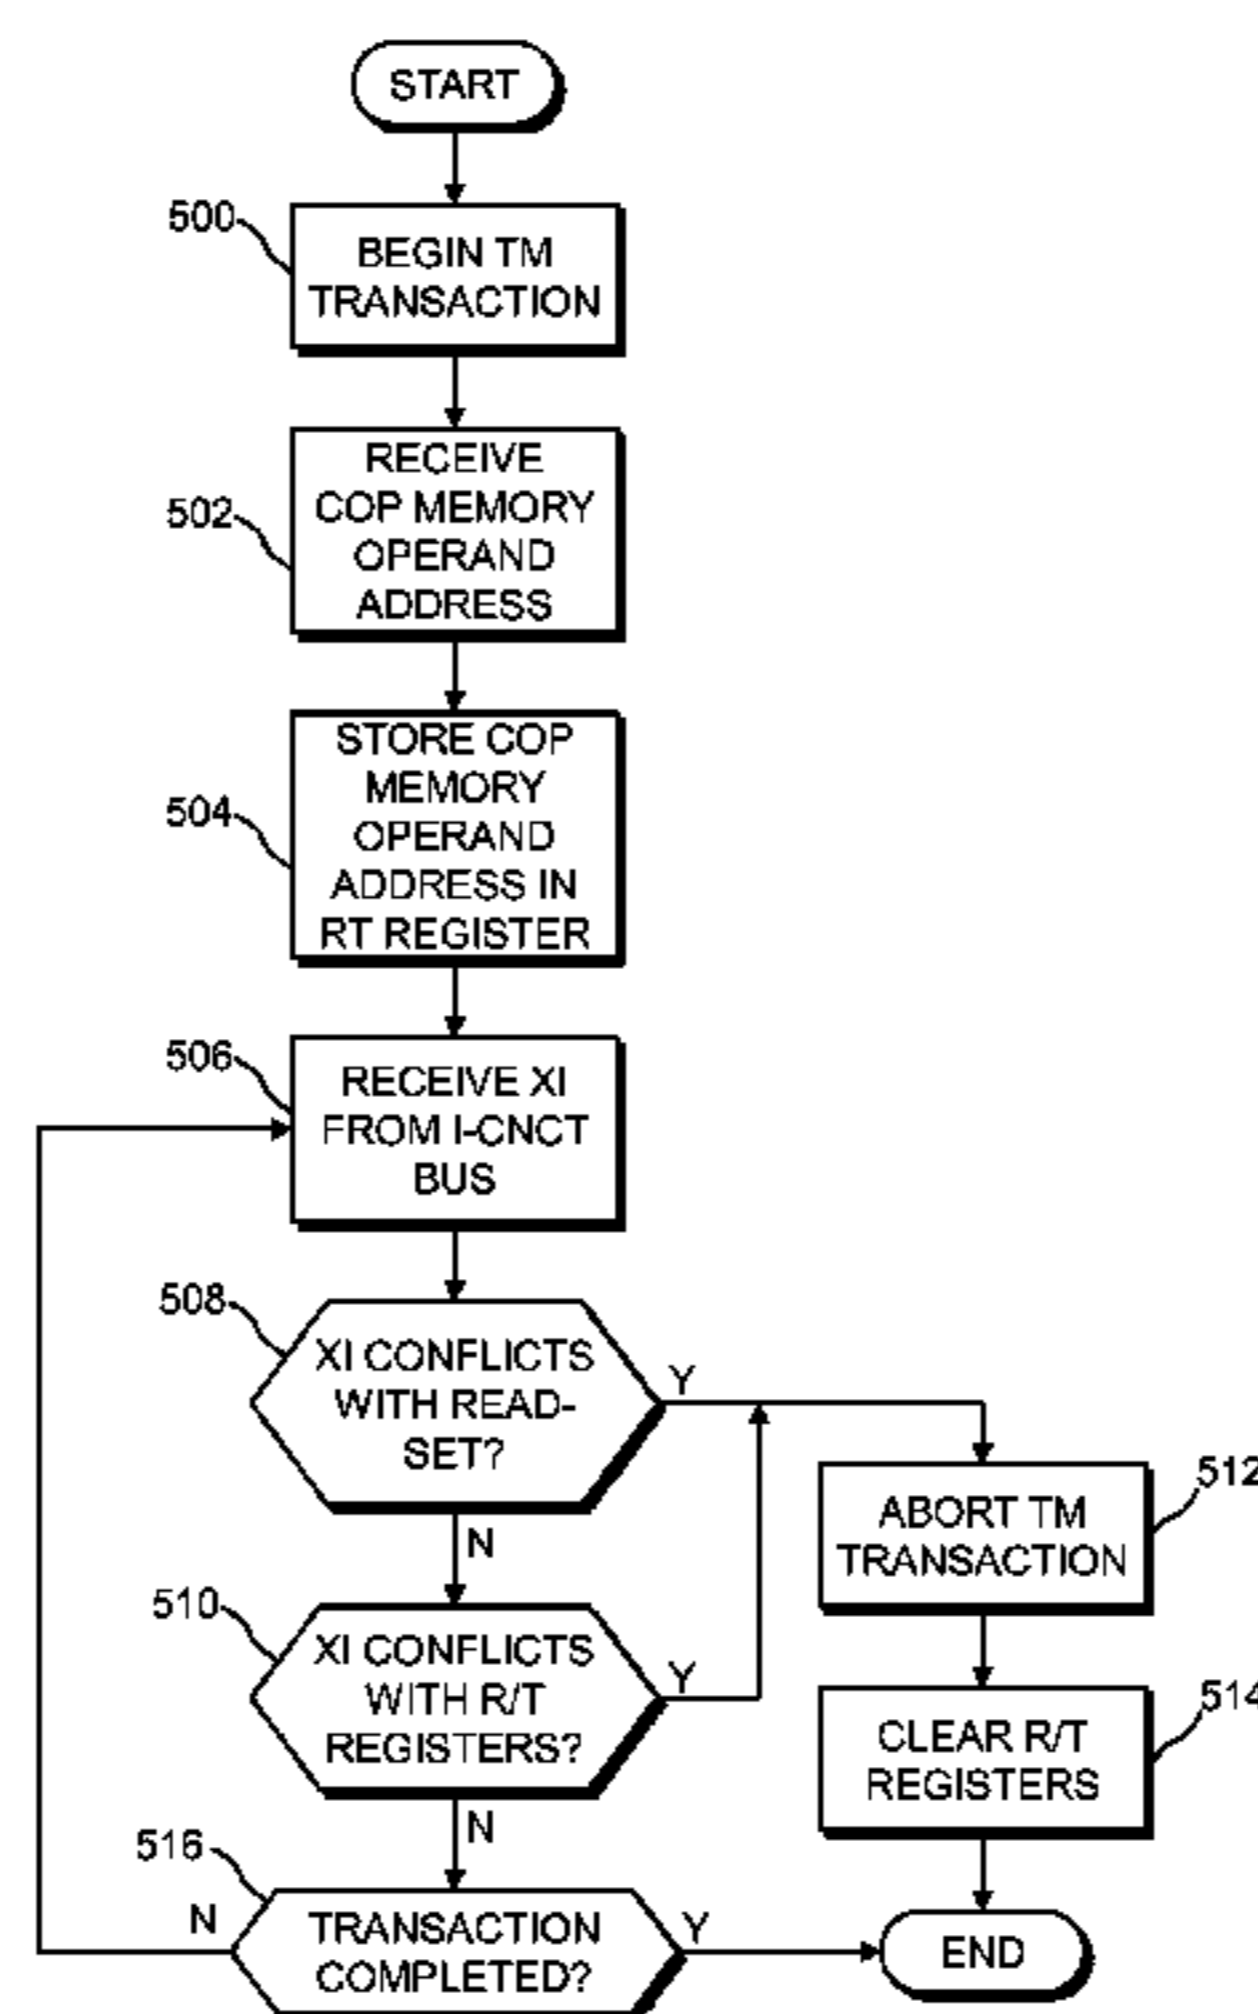 START
500
BEGIN TM
TRANSACTION
502
RECEIVE
COP MEMORY
OPERAND
ADDRESS
504
STORE COP
MEMORY
OPERAND
ADDRESS IN
RT REGISTER
506
RECEIVE XI
FROM I-CNCT
BUS
508
XI CONFLICTS
WITH READ-
SET?
Y
N
512
ABORT TM
TRANSACTION
510
XI CONFLICTS
WITH R/T
REGISTERS?
Y
N
514
CLEAR R/T
REGISTERS
516
N
TRANSACTION
COMPLETED?
Y
END